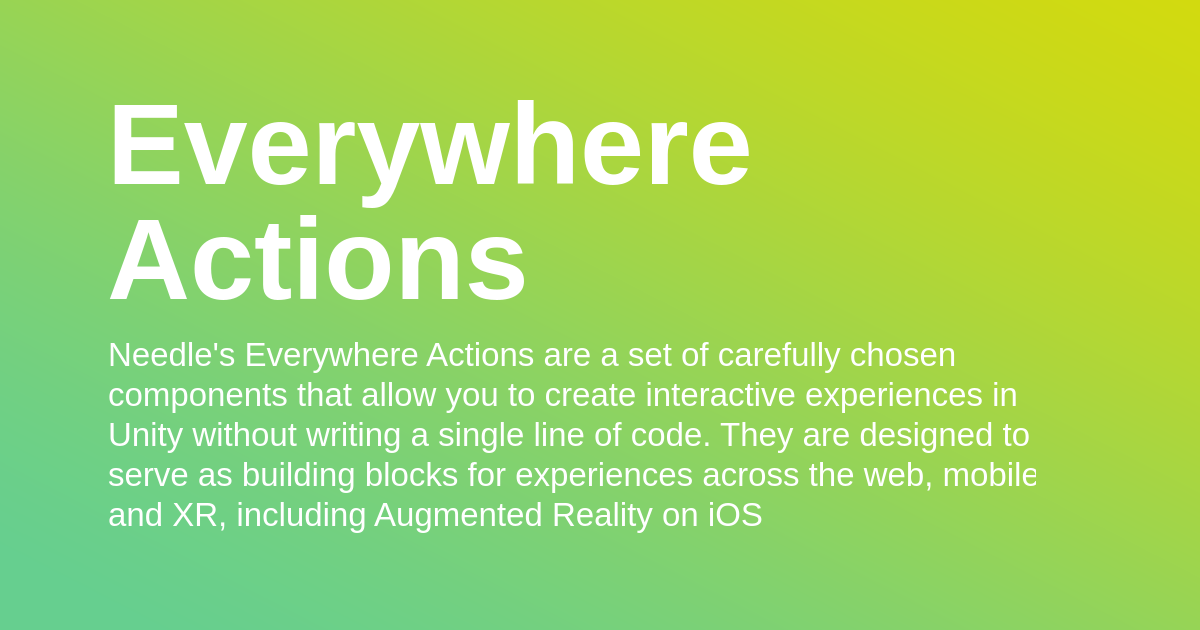 Everywhere
Actions
Needle's Everywhere Actions are a set of carefully chosen
components that allow you to create interactive experiences in
Unity without writing a single line of code. They are designed to
serve as building blocks for experiences across the web, mobile
and XR, including Augmented Reality on iOS